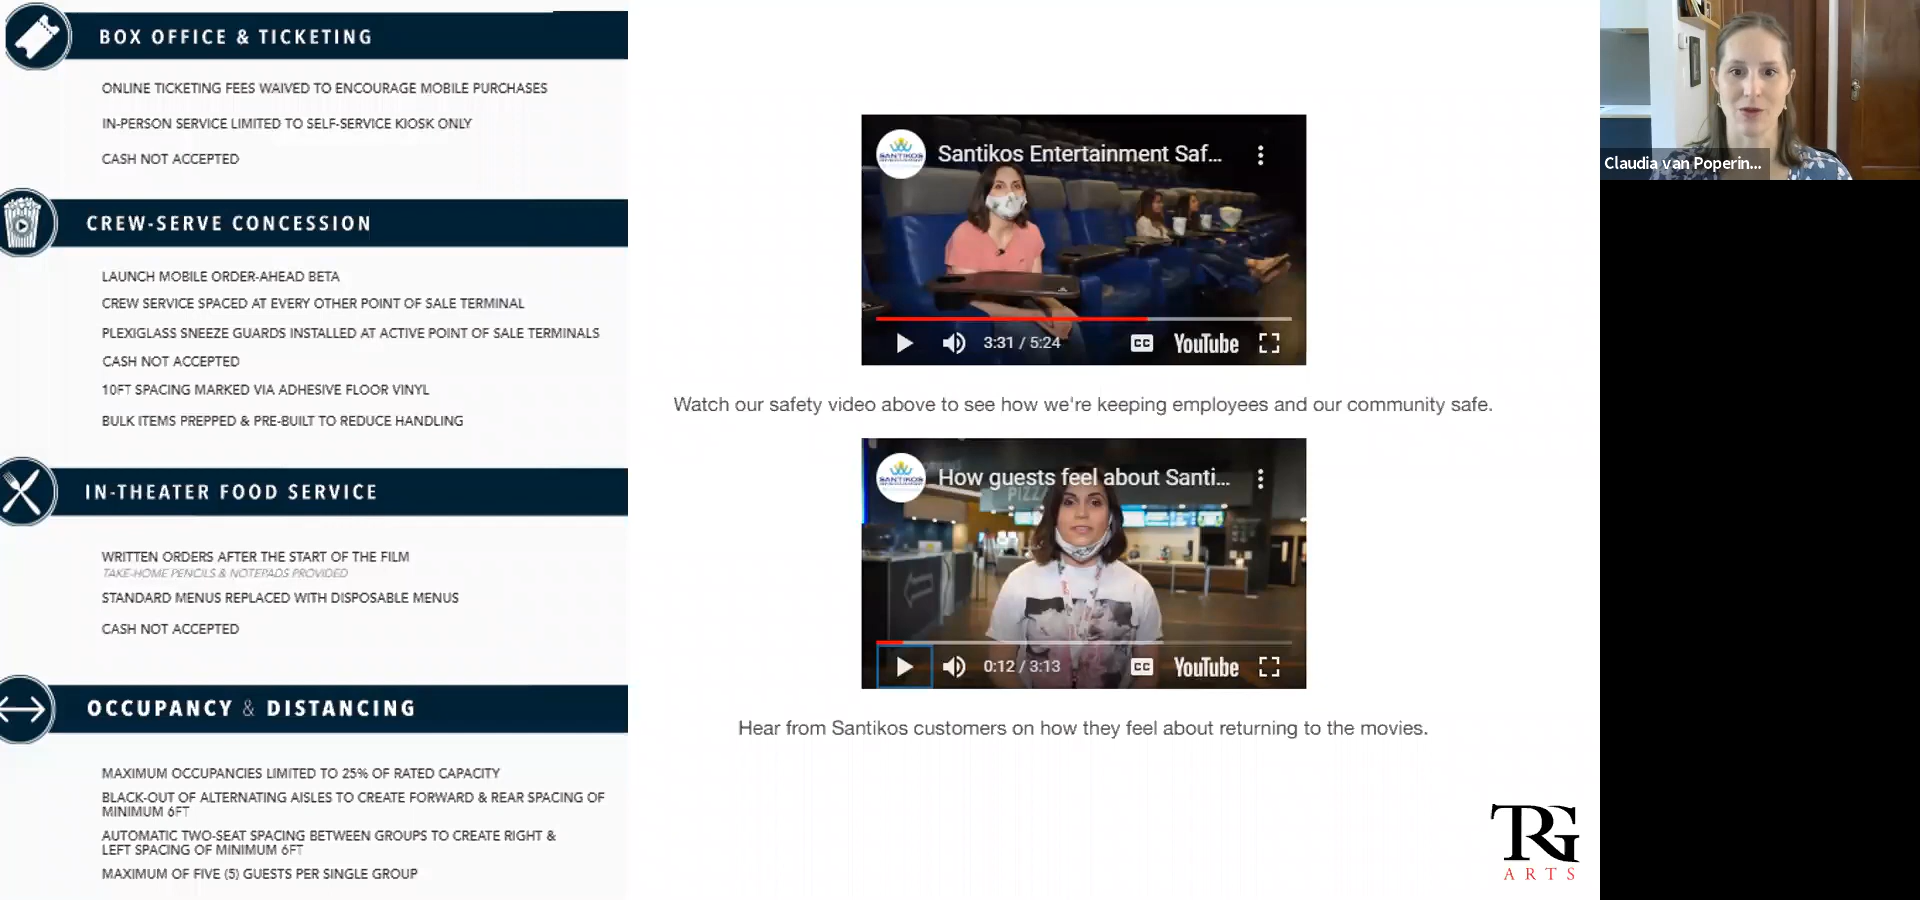 BOX OFFICE & TICKETING
ONLINE TICKETING FEES WAIVED TO ENCOURAGE MOBILE PURCHASES
IN-PERSON SERVICE LIMITED TO SELF-SERVICE KIOSK ONLY
CASH NOT ACCEPTED
CREW-SERVE CONCESSION
LAUNCH MOBILE ORDER-AHEAD BETA
CREW SERVICE SPACED AT EVERY OTHER POINT OF SALE TERMINAL
PLEXIGLASS SNEEZE GUARDS INSTALLED AT ACTIVE POINT OF SALE TERMINALS
CASH NOT ACCEPTED
10FT SPACING MARKED VIA ADHESIVE FLOOR VINYL
BULK ITEMS PREPPED & PRE-BUILT TO REDUCE HANDLING
IN-THEATER FOOD SERVICE
WRITTEN ORDERS AFTER THE START OF THE FILM
TAKE-HOME PENCILS & NOTEPADS PROVIDED
STANDARD MENUS REPLACED WITH DISPOSABLE MENUS
CASH NOT ACCEPTED
OCCUPANCY & DISTANCING
MAXIMUM OCCUPANCIES LIMITED TO 25% OF RATED CAPACITY
BLACK-OUT OF ALTERNATING AISLES TO CREATE FORWARD & REAR SPACING OF
MINIMUM 6FT
AUTOMATIC TWO-SEAT SPACING BETWEEN GROUPS TO CREATE RIGHT &
LEFT SPACING OF MINIMUM 6FT
MAXIMUM OF FIVE (5) GUESTS PER SINGLE GROUP
SANTIKOS
Santikos Entertainment Saf...
3:31 / 5:24
CC
YouTube
Watch our safety video above to see how we're keeping employees and our community safe.
SANTIKOS
How guests feel about Santi...
PIZZA
0:12 / 3:13
CC
YouTube
Hear from Santikos customers on how they feel about returning to the movies.
TRG
ARTS
Claudia van Poperin...